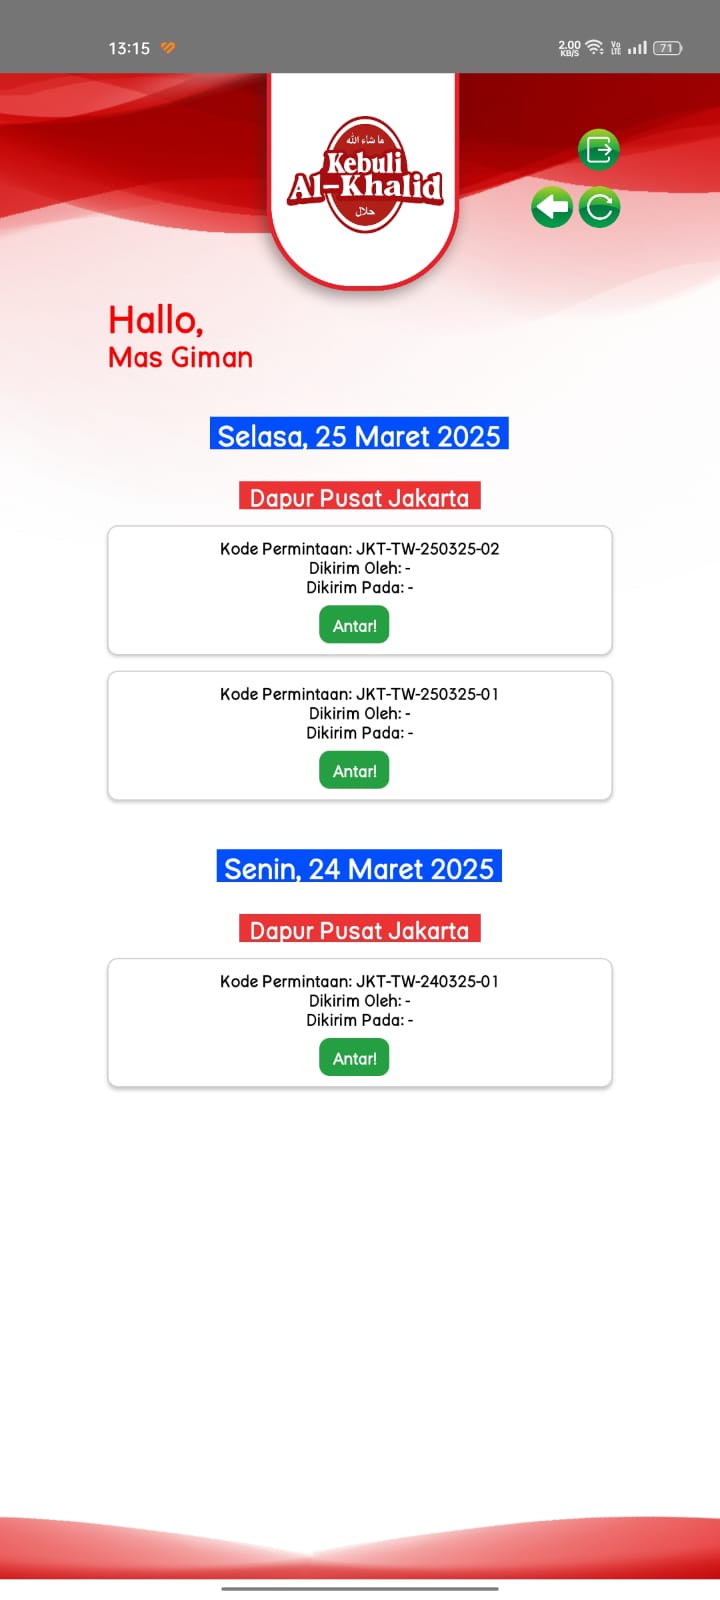 13:15
2.00
KB/S
Vo
LTE
71
ما شاء الله
Kebuli
Al-Khalid
حلال
Hallo,
Mas Giman
Selasa, 25 Maret 2025
Dapur Pusat Jakarta
Kode Permintaan: JKT-TW-250325-02
Dikirim Oleh: -
Dikirim Pada: -
Antar!
Kode Permintaan: JKT-TW-250325-01
Dikirim Oleh: -
Dikirim Pada: -
Antar!
Senin, 24 Maret 2025
Dapur Pusat Jakarta
Kode Permintaan: JKT-TW-240325-01
Dikirim Oleh: -
Dikirim Pada: -
Antar!